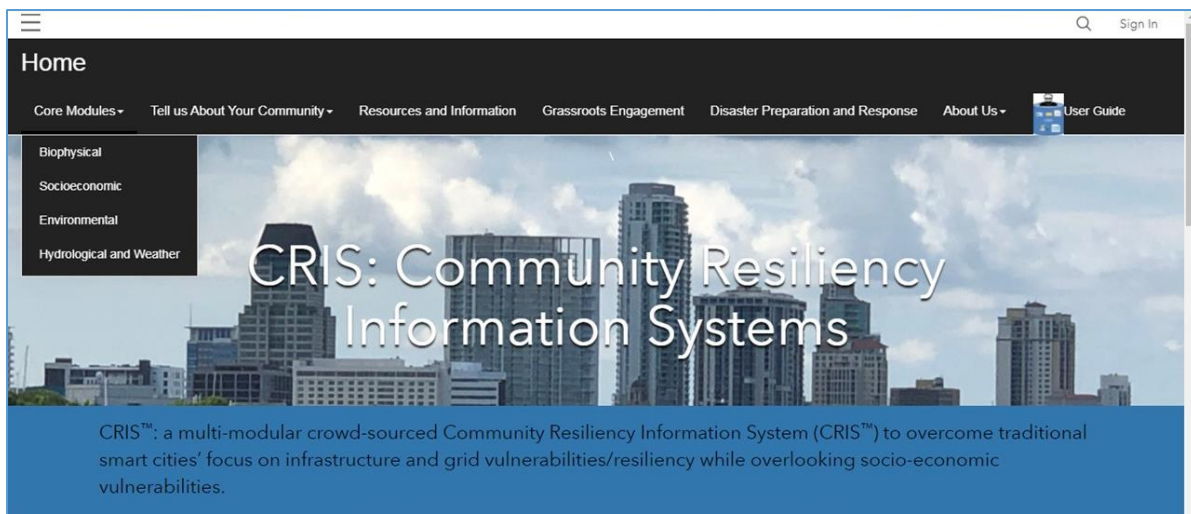 Sign In
Home
Core Modules Tell us About Your Community Resources and Information Grassroots Engagement Disaster Preparation and Response About Us User Guide
Biophysical
Socioeconomic
Environmental
Hydrological and Weather
\
CRIS: Community Resiliency
Information Systems
CRIS™: a multi-modular crowd-sourced Community Resiliency Information System (CRIS™) to overcome traditional
smart cities’ focus on infrastructure and grid vulnerabilities/resiliency while overlooking socio-economic
vulnerabilities.